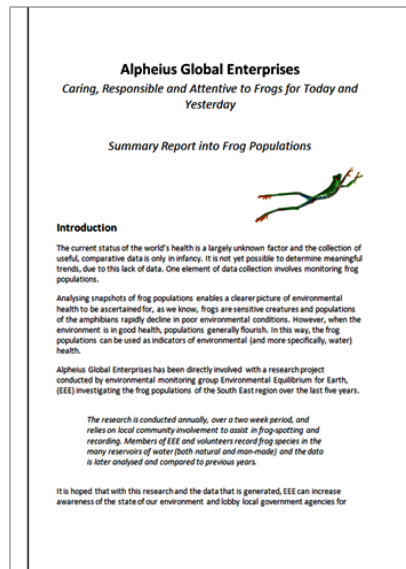 Alpheius Global Enterprises
Caring, Responsible and Attentive to Frogs for Today and
Yesterday
Summary Report into Frog Populations
Introduction
The current status of the world's health is a largely unknown factor and the collection of
useful, comparative data is only in infancy. It is not yet possible to determine meaningful
trends, due to this lack of data. One element of data collection involves monitoring frog
populations.
Analysing snapshots of frog populations enables a clearer picture of environmental
health to be ascertained for, as we know, frogs are sensitive creatures and populations
of the amphibians rapidly decline in poor environmental conditions. However, when the
environment is in good health, populations generally flourish. In this way, the frog
populations can be used as indicators of environmental (and more specifically, water)
health.
Alpheius Global Enterprises has been directly involved with a research project
conducted by environmental monitoring group Environmental Equilibrium for Earth,
(EEE) investigating the frog populations of the South East region over the last five years.
The research is conducted annually, over a two week period, and
relies on local community involvement to assist in frog-spotting and
recording. Members of EEE and volunteers record frog species in the
many reservoirs of water (both natural and man-made) and the data
is later analysed and compared to previous years.
It is hoped that with this research and the data that is generated, EEE can increase
awareness of the state of our environment and lobby local government agencies for